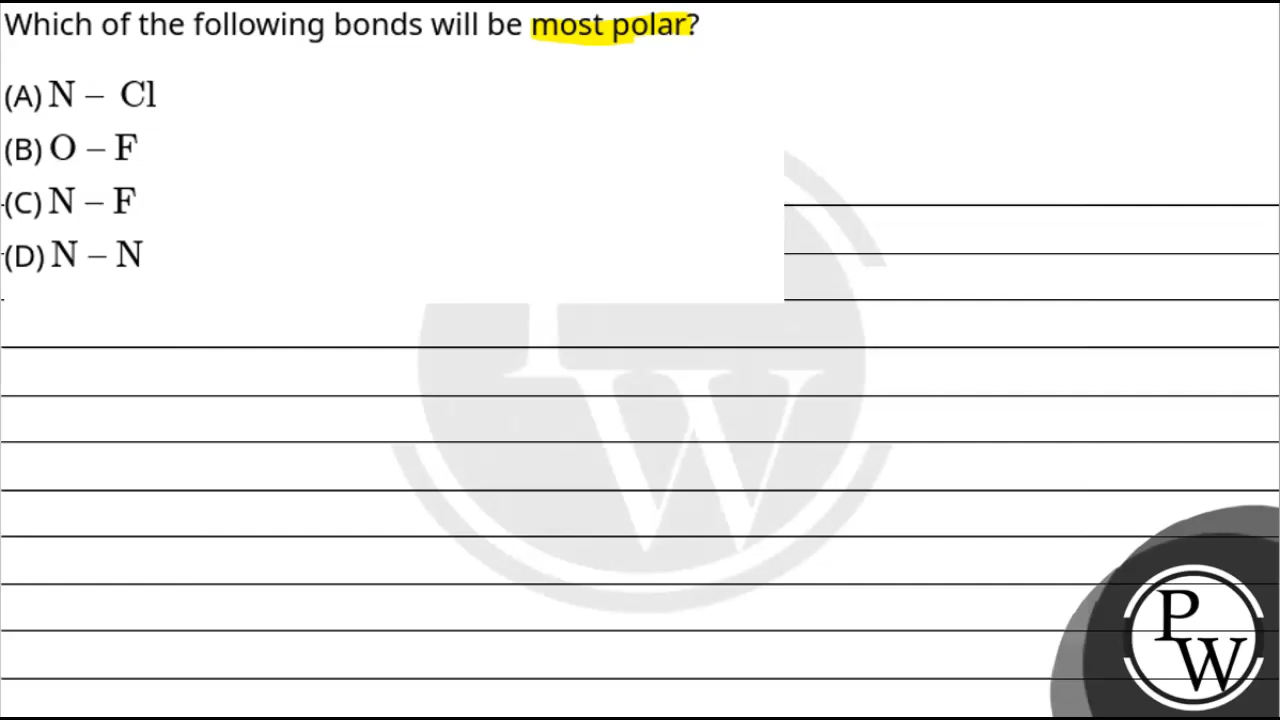 Which of the following bonds will be most polar?
(A) N – Cl
(B) O – F
(C) N – F
(D) N – N
W
P
W